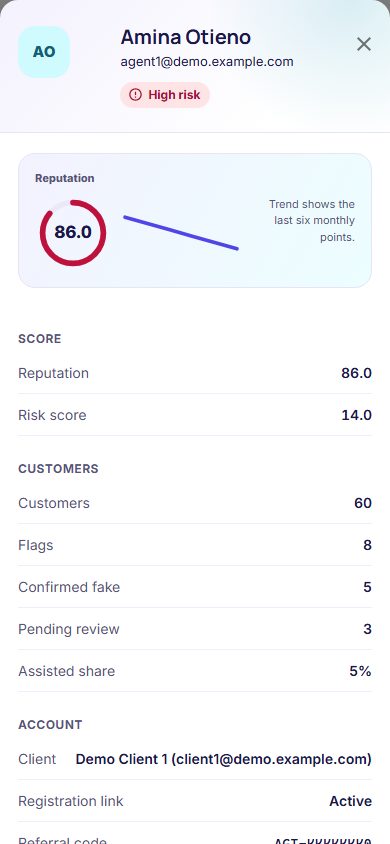 AO
Amina Otieno
agent1@demo.example.com
High risk
Reputation
86.0
Trend shows the
last six monthly
points.
SCORE
Reputation 86.0
Risk score 14.0
CUSTOMERS
Customers 60
Flags 8
Confirmed fake 5
Pending review 3
Assisted share 5%
ACCOUNT
Client Demo Client 1 (client1@demo.example.com)
Registration link Active
Referral code